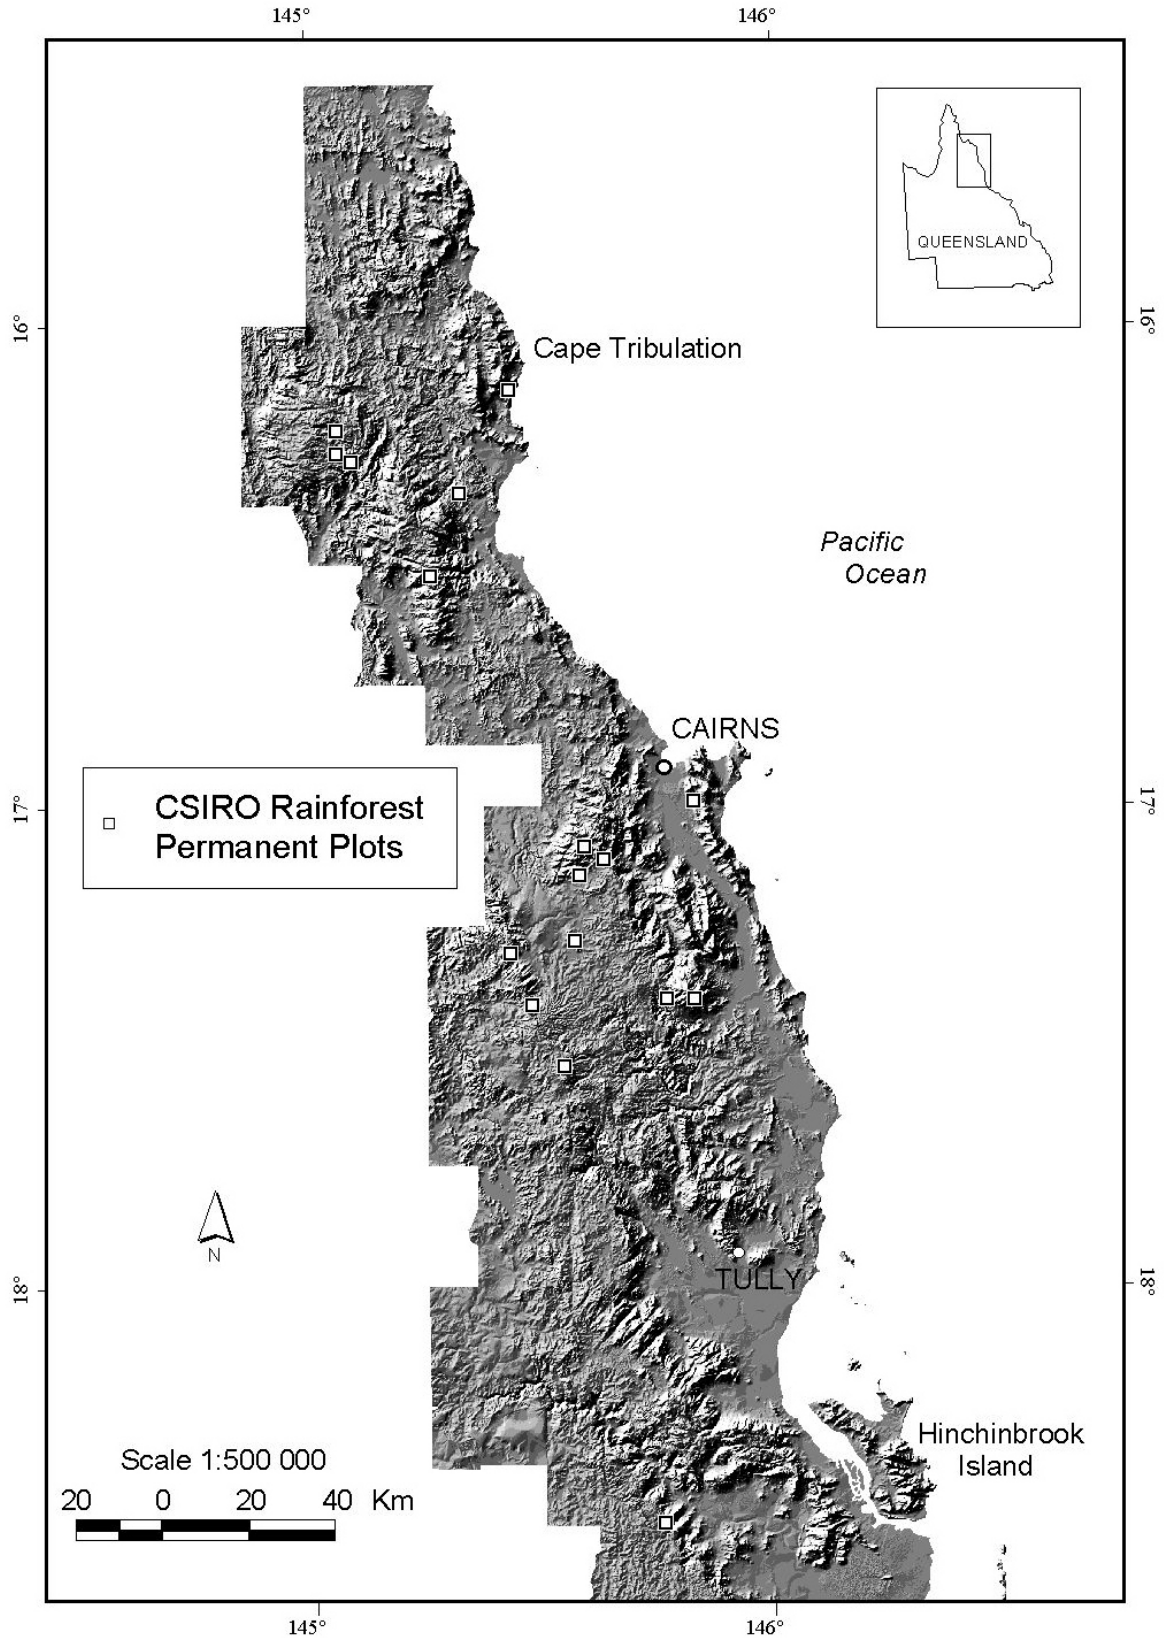 145° 146°
QUEENSLAND
16° 16°
Cape Tribulation
Pacific
Ocean
CAIRNS
17° 17°
CSIRO Rainforest
Permanent Plots
N
TULLY
18° 18°
Hinchinbrook
Island
Scale 1:500 000
20 0 20 40 Km
145° 146°